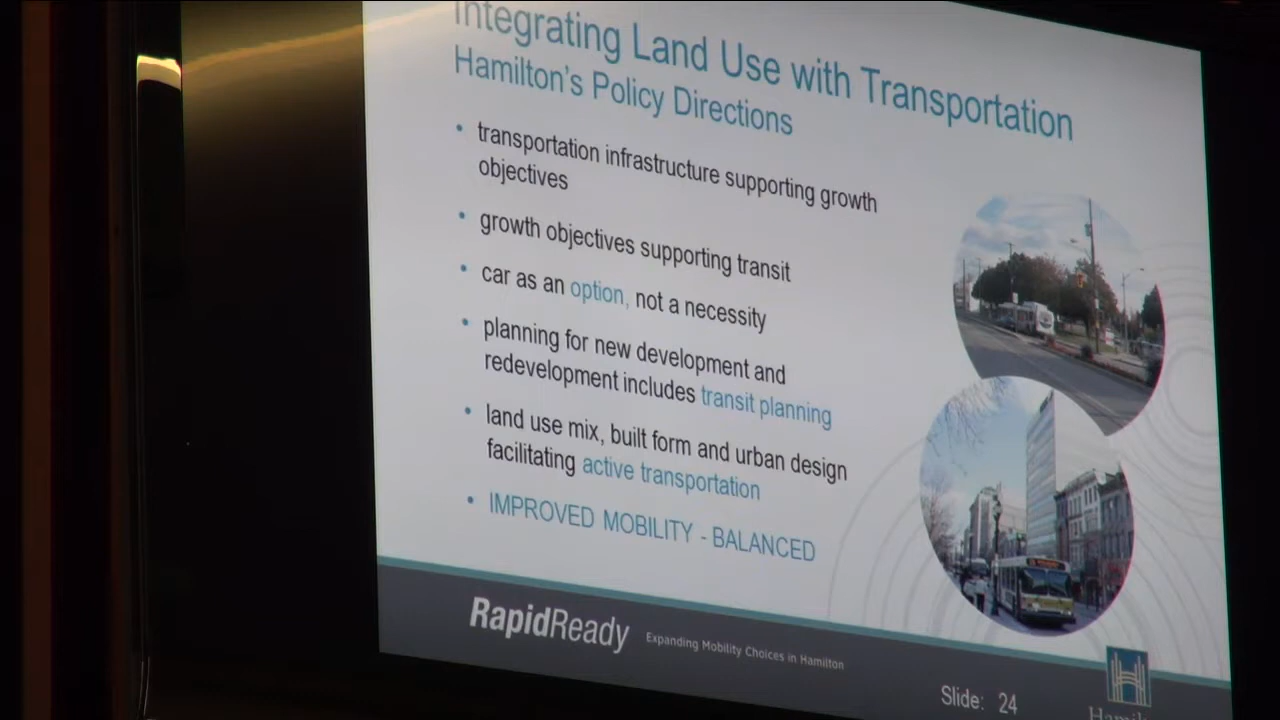 Integrating Land Use with Transportation
Hamilton's Policy Directions
• transportation infrastructure supporting growth
objectives
• growth objectives supporting transit
• car as an option, not a necessity
• planning for new development and
redevelopment includes transit planning
• land use mix, built form and urban design
facilitating active transportation
• IMPROVED MOBILITY - BALANCED
RapidReady Expanding Mobility Choices in Hamilton
Slide: 24